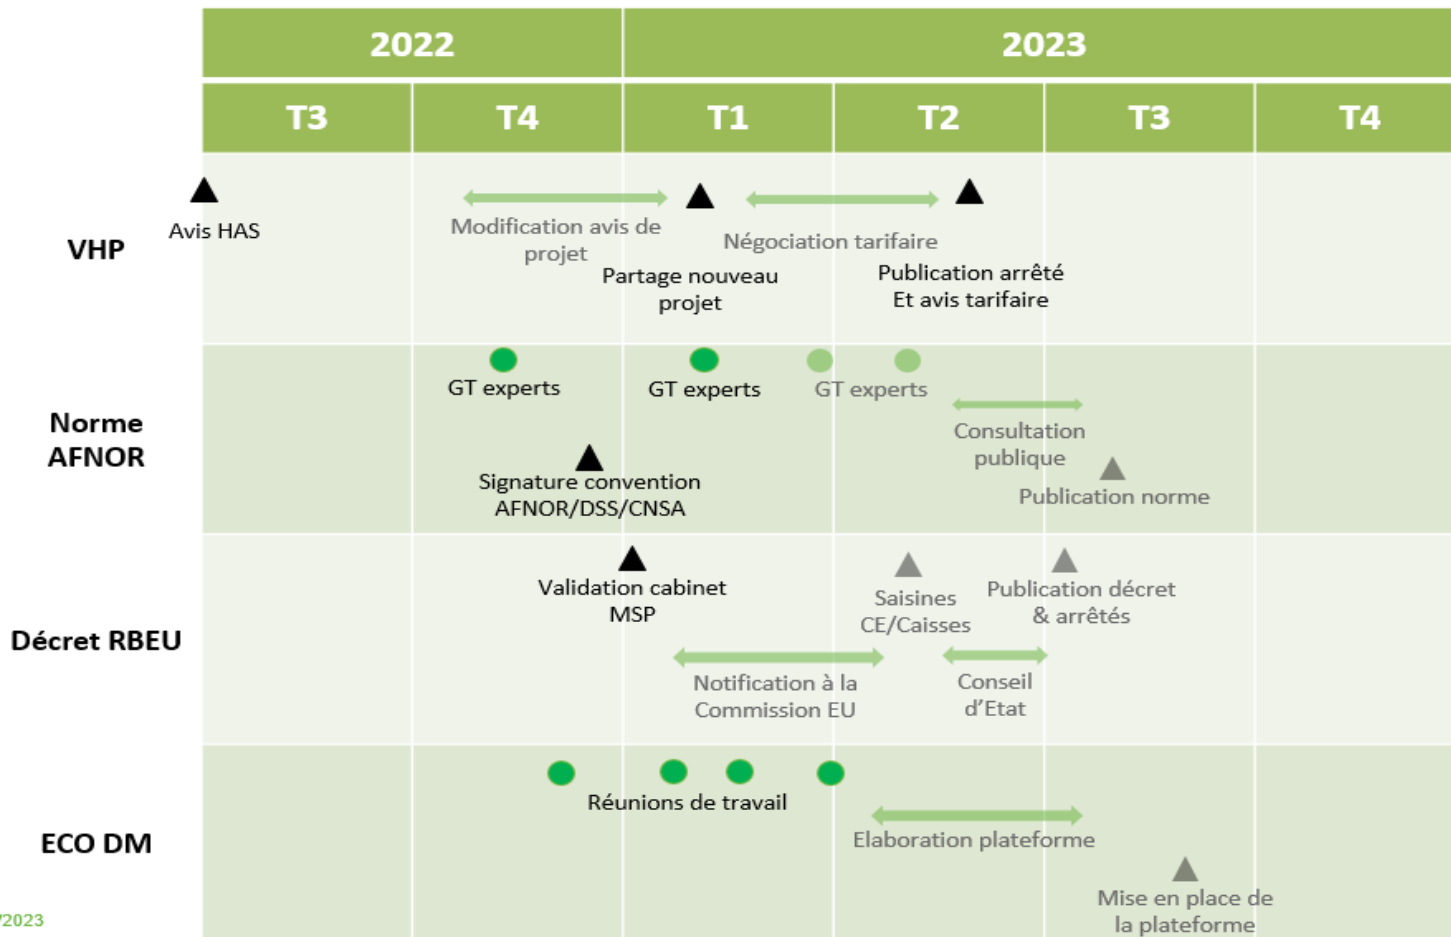 2022
2023
T3
T4
T1
T2
T3
T4
VHP
Avis HAS
Modification avis de
projet
Partage nouveau
projet
Négociation tarifaire
Publication arrêté
Et avis tarifaire
Norme
AFNOR
GT experts
GT experts
GT experts
Signature convention
AFNOR/DSS/CNSA
Consultation
publique
Publication norme
Décret RBEU
Validation cabinet
MSP
Notification à la
Commission EU
Saisines
CE/Caisses
Conseil
d'Etat
Publication décret
& arrêtés
ECO DM
Réunions de travail
Elaboration plateforme
Mise en place de
la plateforme
/2023